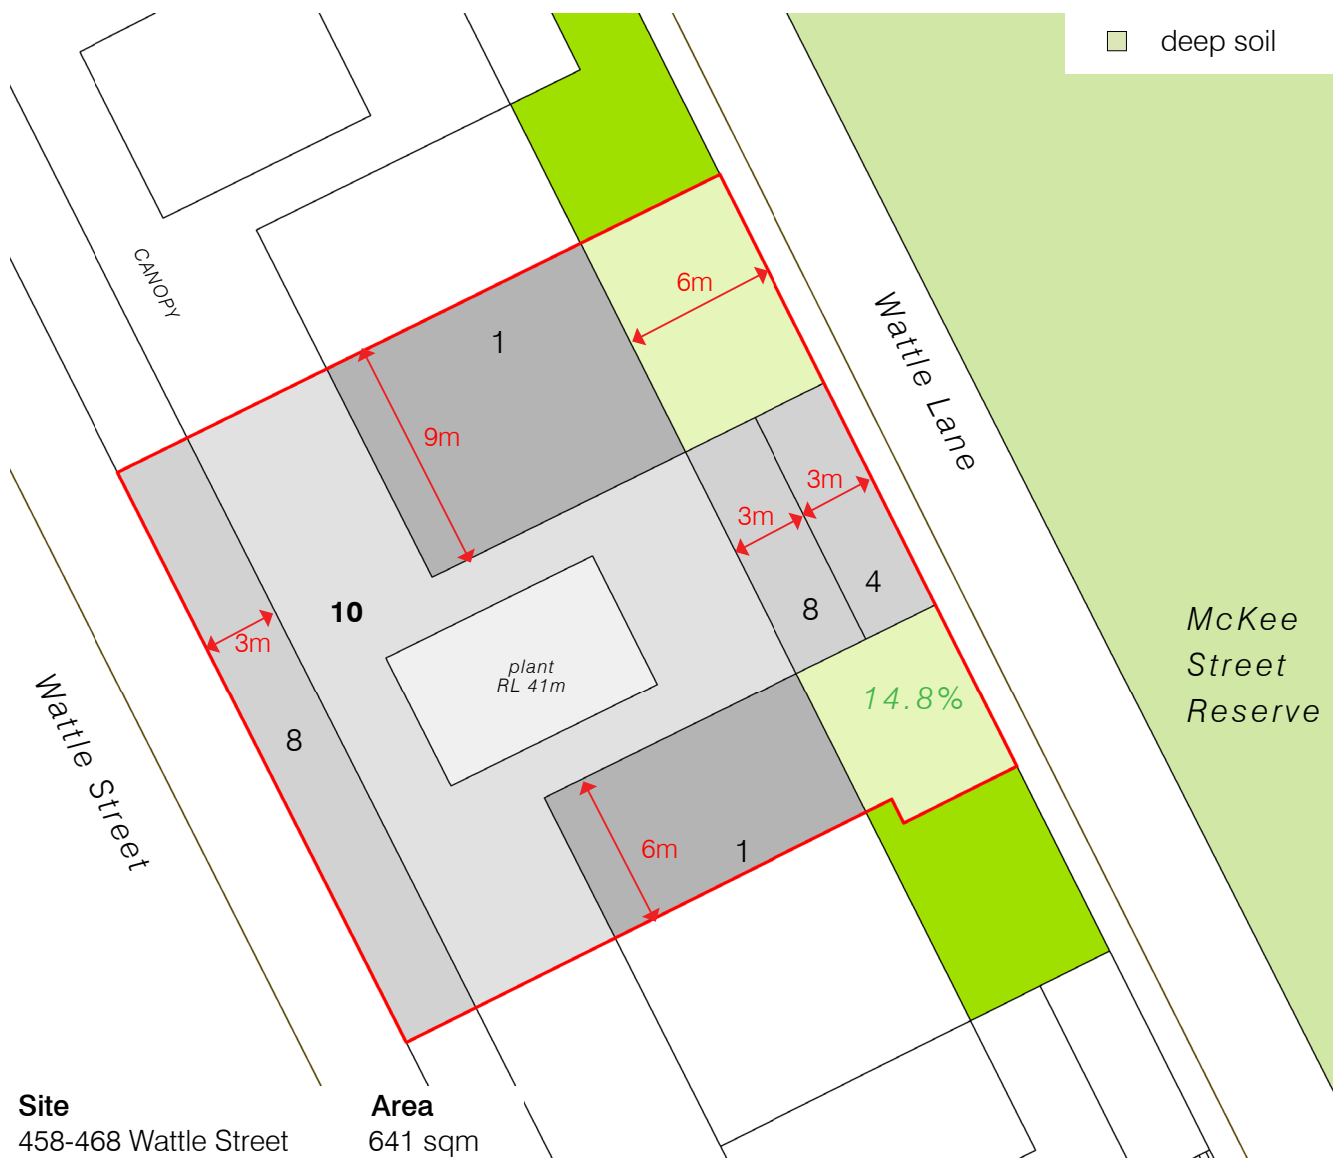 deep soil
CANOPY
6m
1
9m
Wattle Lane
3m
3m
4
8
10
McKee
Street
Reserve
3m
plant
RL 41m
14.8%
Wattle Street
8
6m
1
Site
458-468 Wattle Street
Area
641 sqm